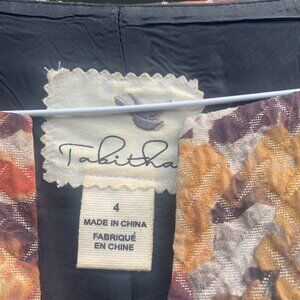 Tabitha
4
MADE IN CHINA
FABRIQUÉ
EN CHINE